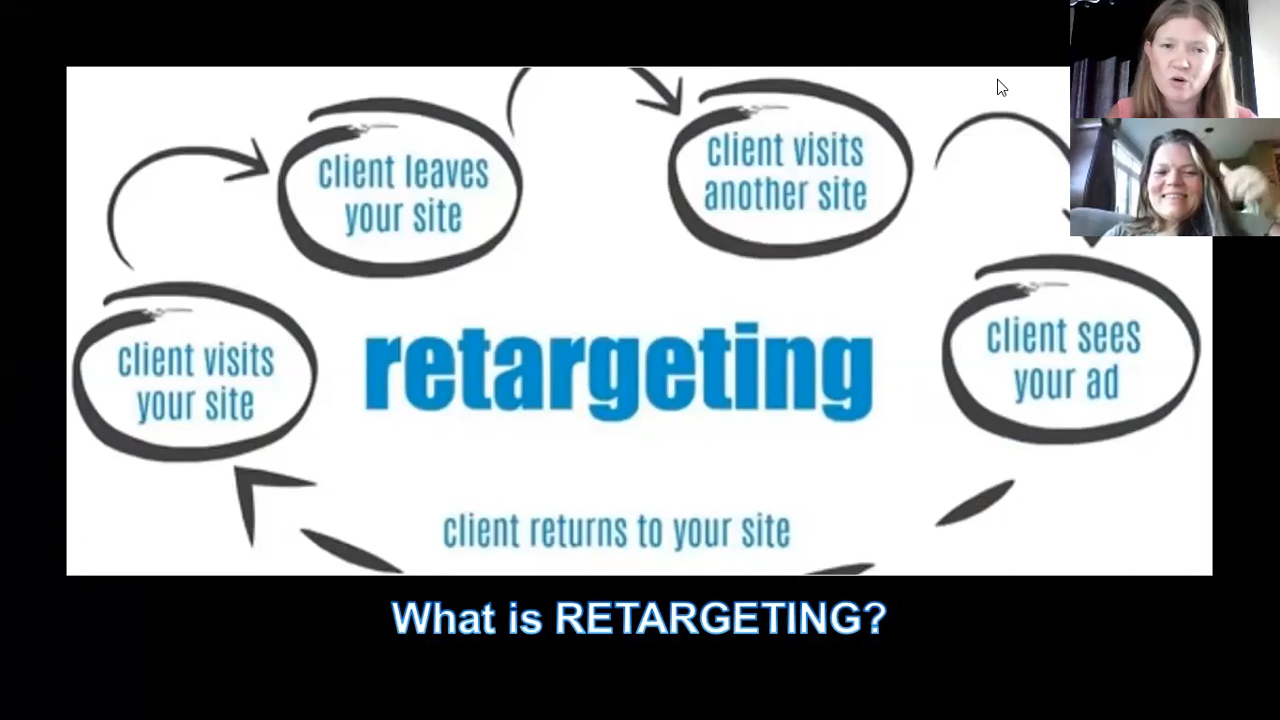 client leaves
your site
client visits
another site
client visits
your site
retargeting
client sees
your ad
client returns to your site
What is RETARGETING?